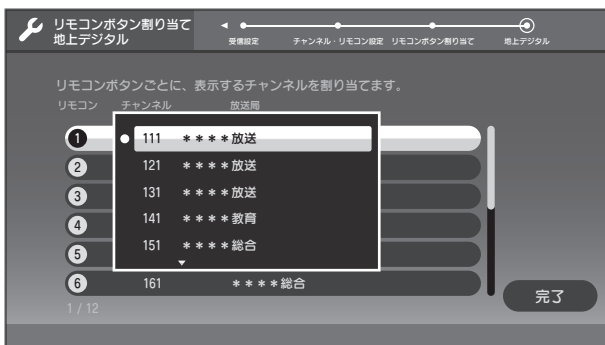 リモコンボタン割り当て
地上デジタル
受信設定 チャンネル・リモコン設定 リモコンボタン割り当て 地上デジタル
リモコンボタンごとに、表示するチャンネルを割り当てます。
リモコン チャンネル 放送局
1 111 ****放送
2 121 ****放送
3 131 ****放送
4 141 ****教育
5 151 ****総合
6 161 ****総合
完了
1 / 12